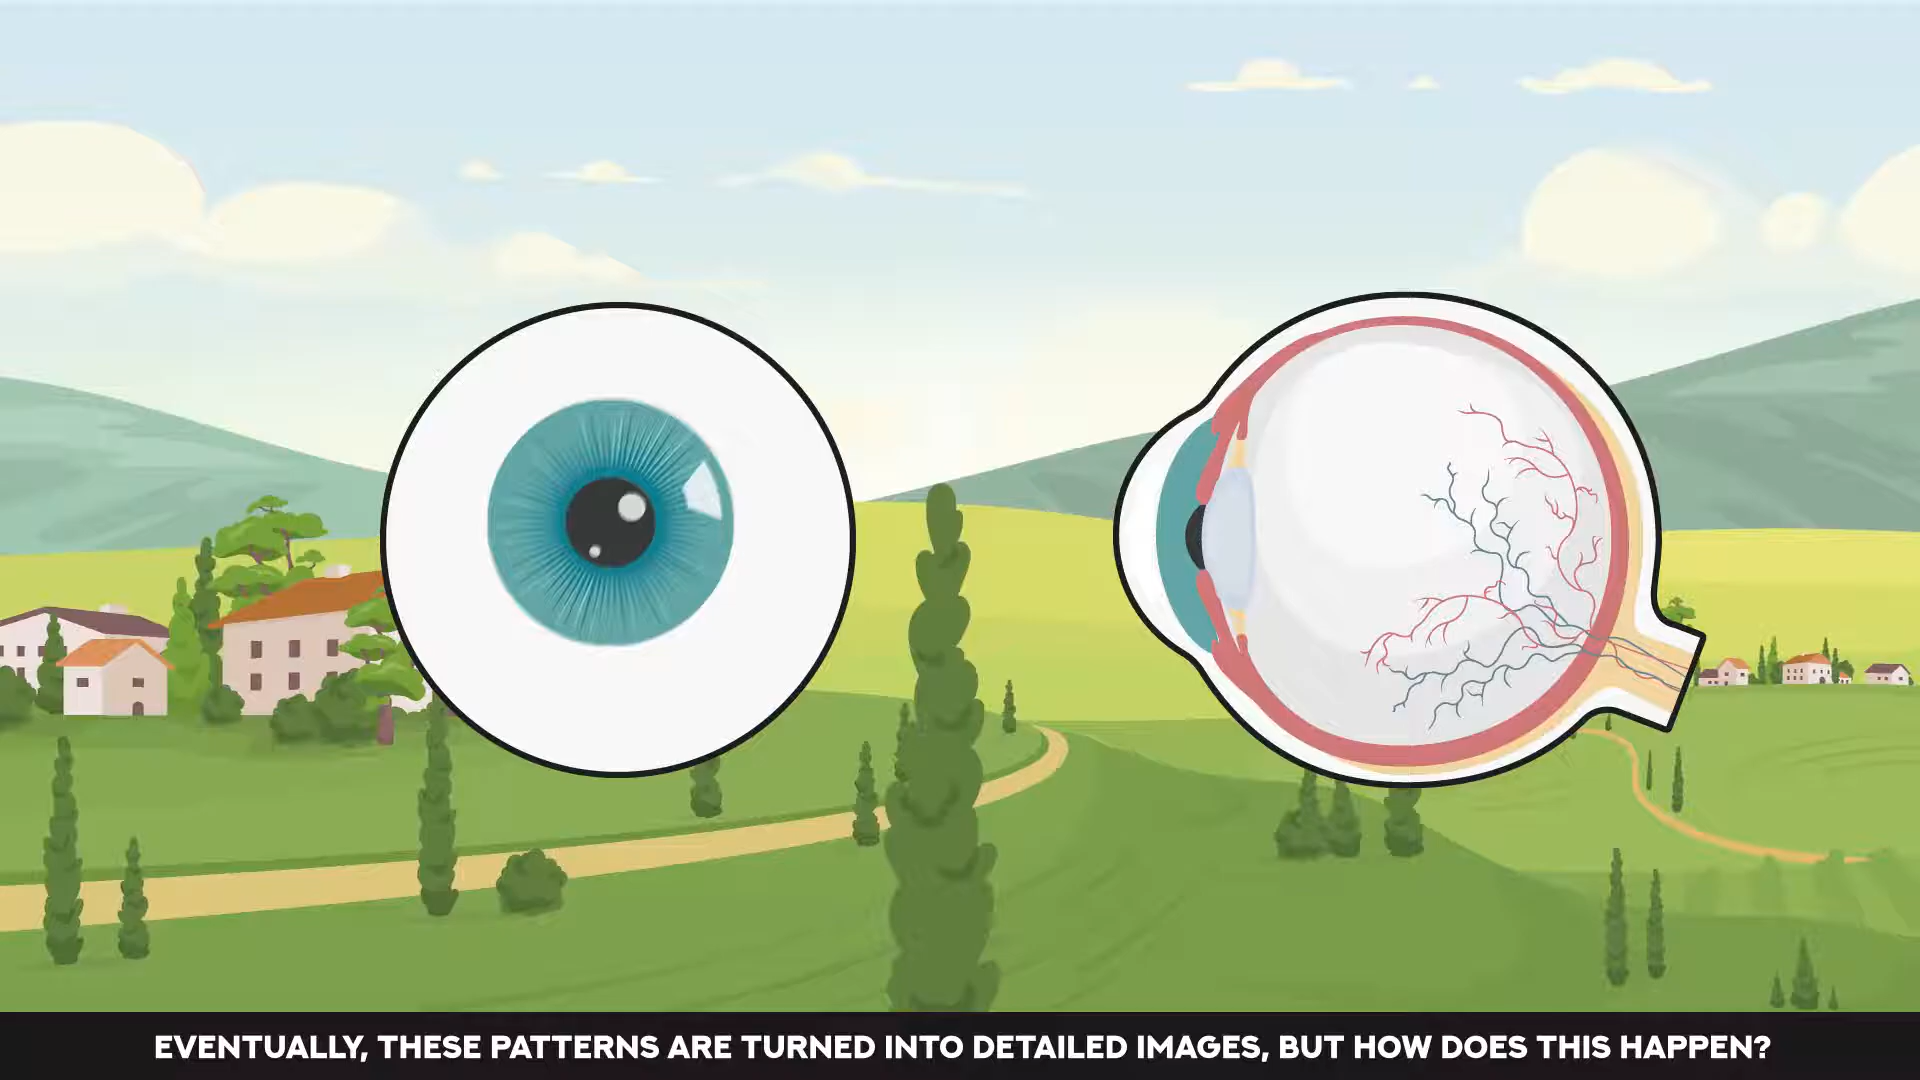 EVENTUALLY, THESE PATTERNS ARE TURNED INTO DETAILED IMAGES, BUT HOW DOES THIS HAPPEN?